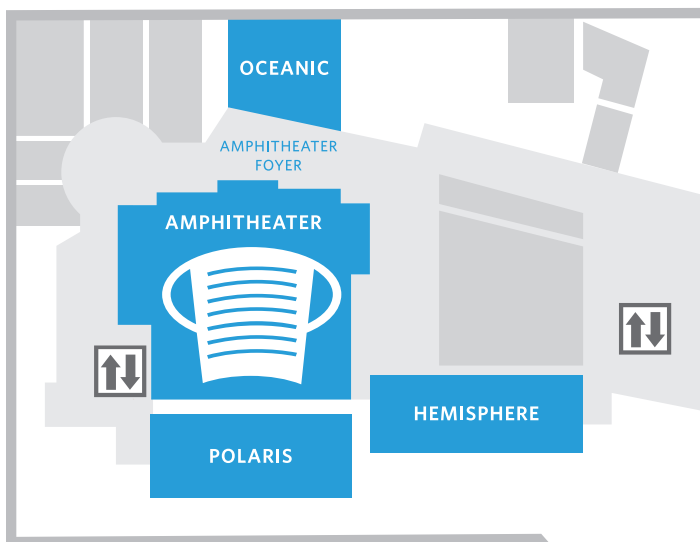 OCEANIC
AMPHITHEATER
FOYER
AMPHITHEATER
HEMISPHERE
POLARIS